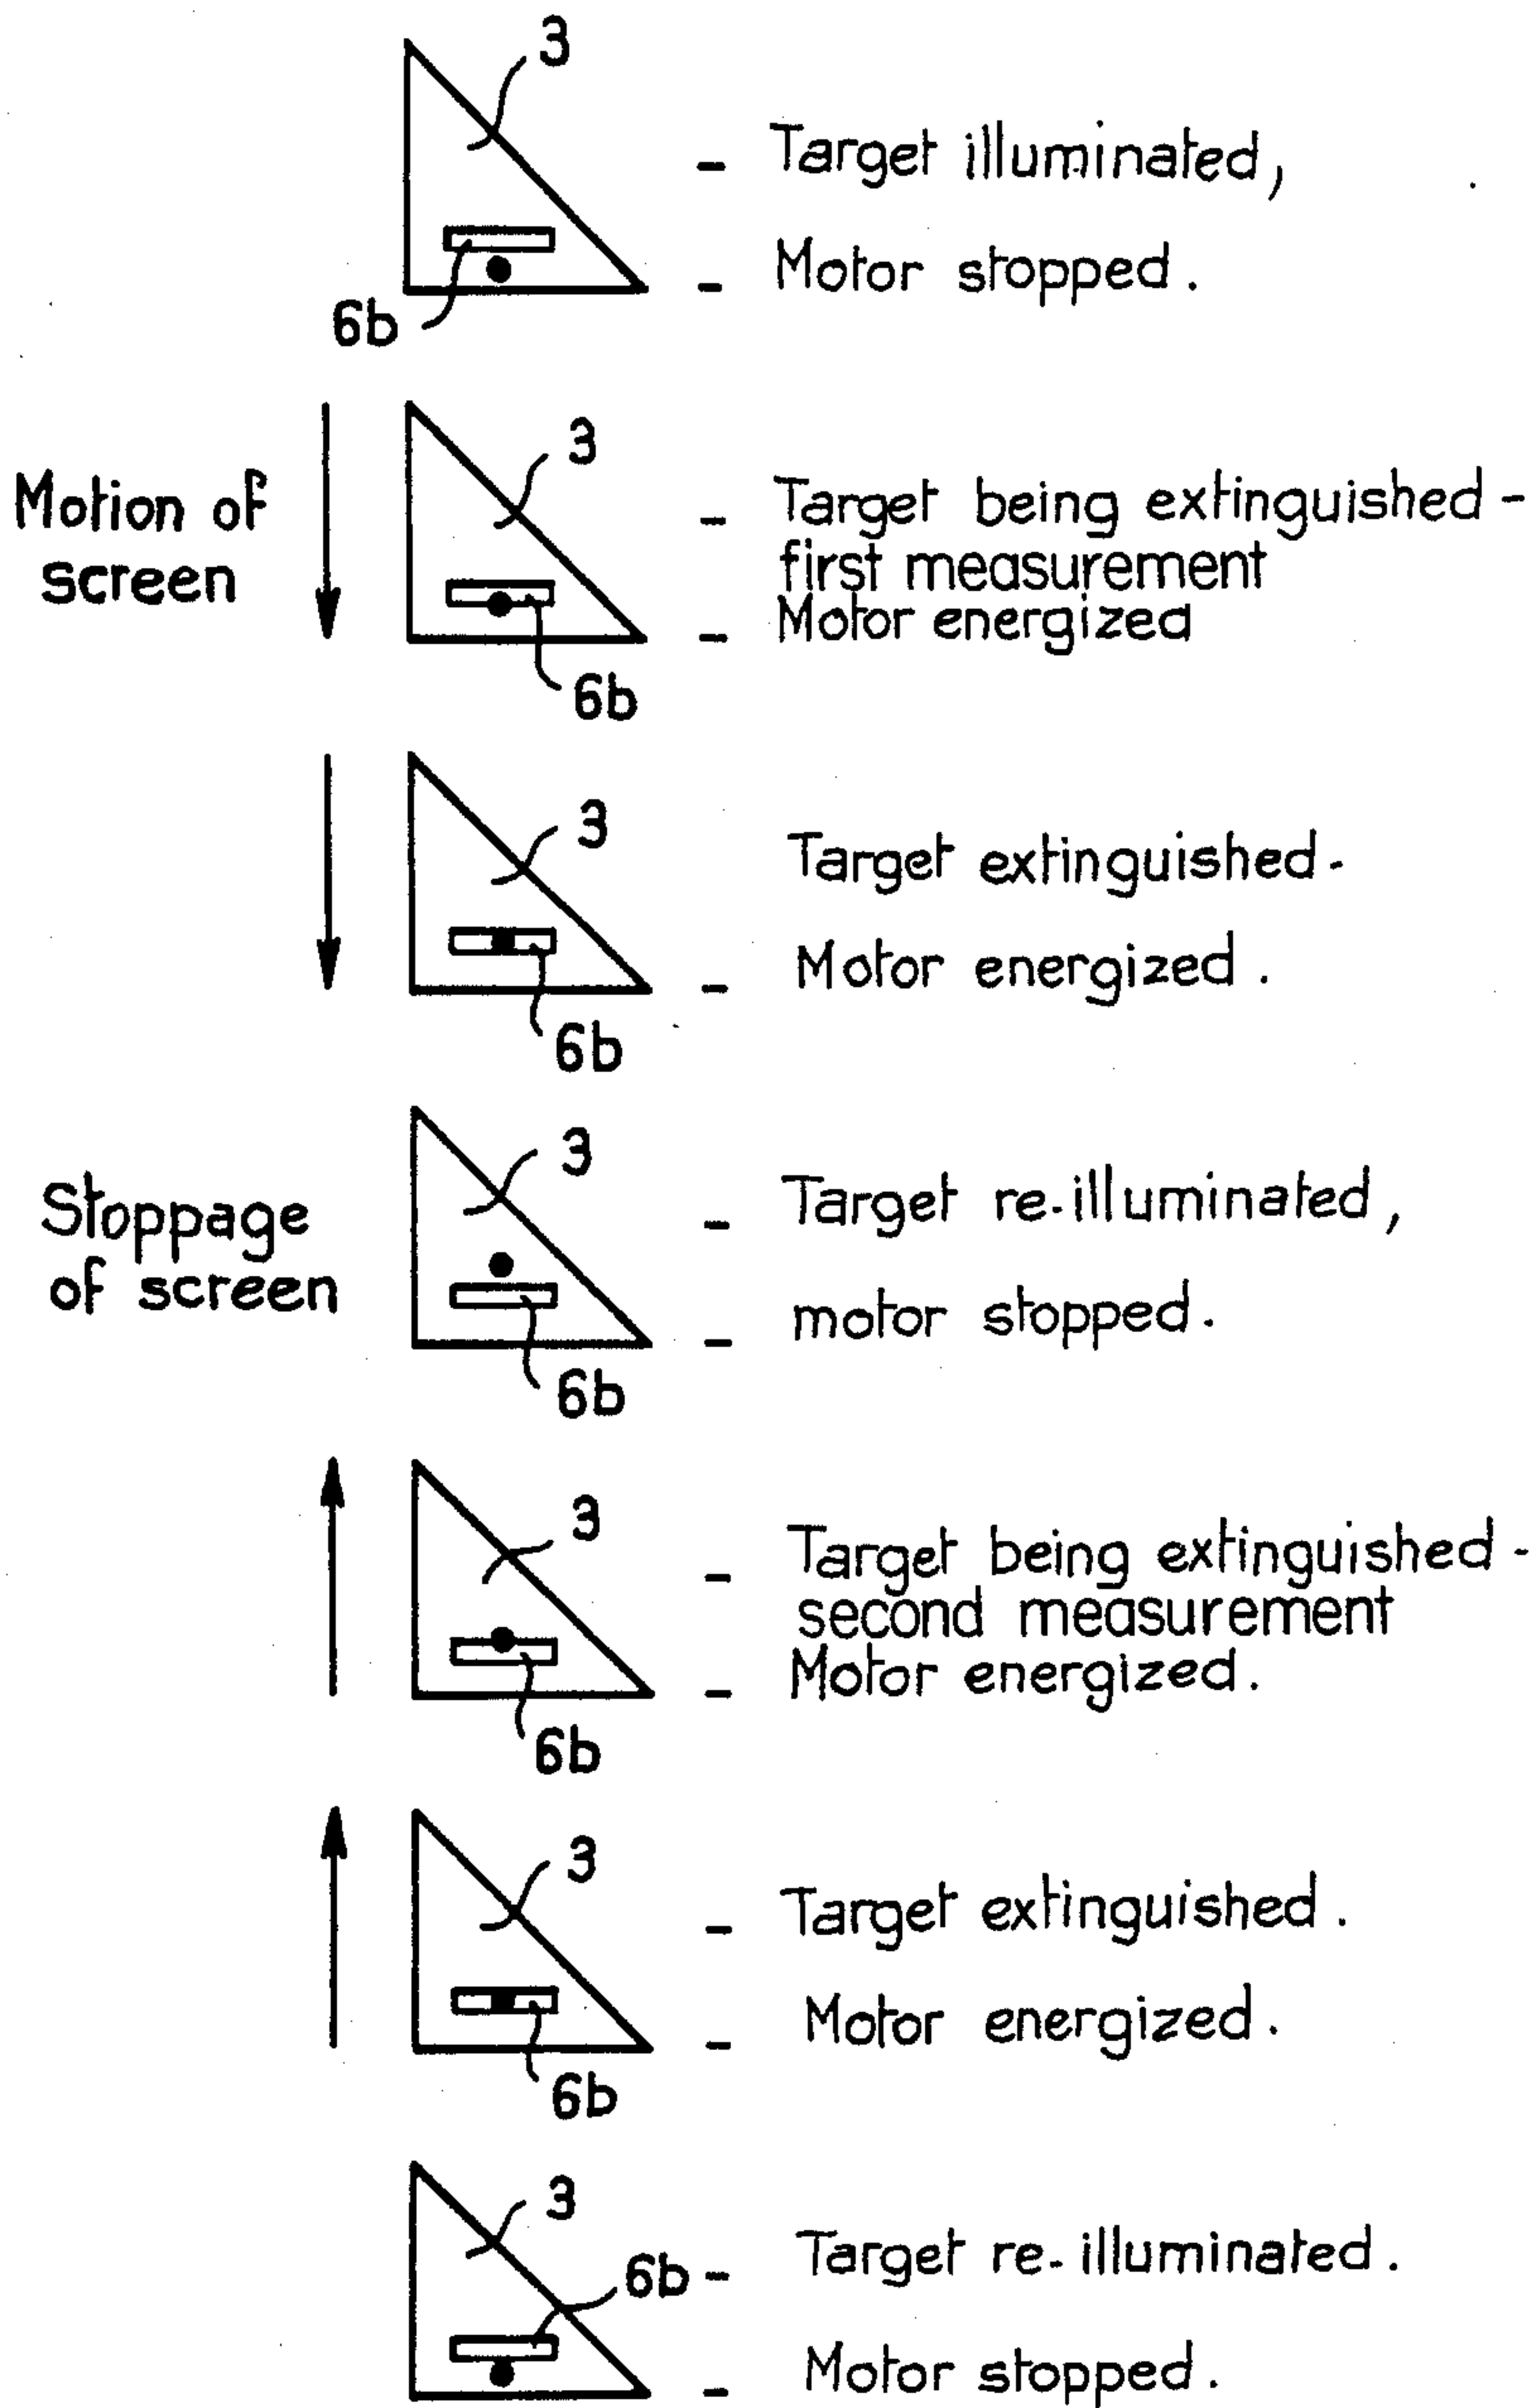 3
- Target illuminated,
- Motor stopped.
6b
Motion of
screen
3
- Target being extinguished -
first measurement
- Motor energized
6b
3
Target extinguished -
- Motor energized.
6b
Stoppage
of screen
3
- Target re-illuminated,
- motor stopped.
6b
3
- Target being extinguished -
second measurement
- Motor energized.
6b
3
- Target extinguished.
- Motor energized.
6b
3
6b - Target re-illuminated.
- Motor stopped.